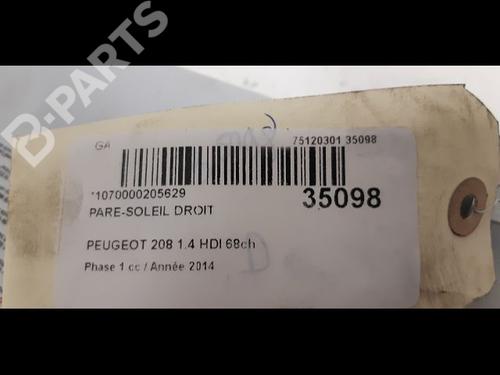 B-PARTS
GA 75120301 35098
*1070000205629 35098
PARE-SOLEIL DROIT
PEUGEOT 208 1.4 HDI 68ch
Phase 1 cc / Année 2014